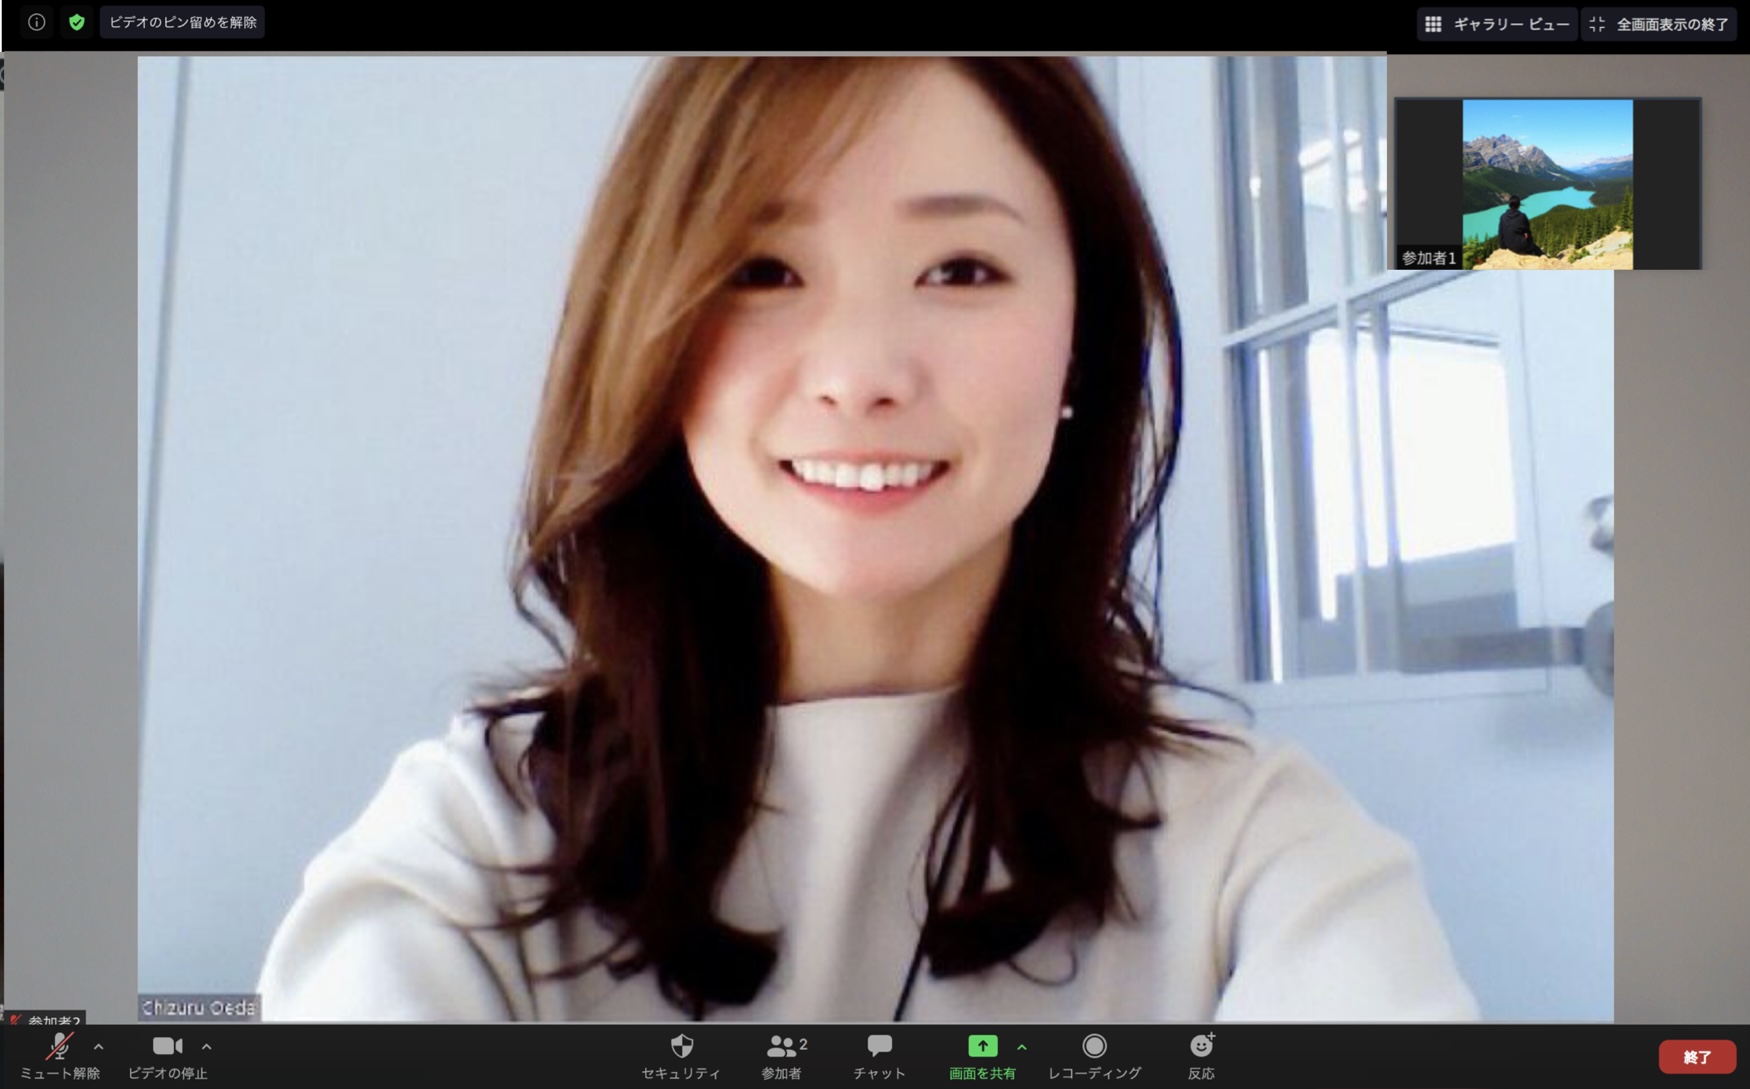 ビデオのピン留めを解除
ギャラリー ビュー
全画面表示の終了
参加者1
Chizuru Oeda
参加者2
ミュート解除
ビデオの停止
セキュリティ
2
参加者
チャット
画面を共有
レコーディング
反応
終了